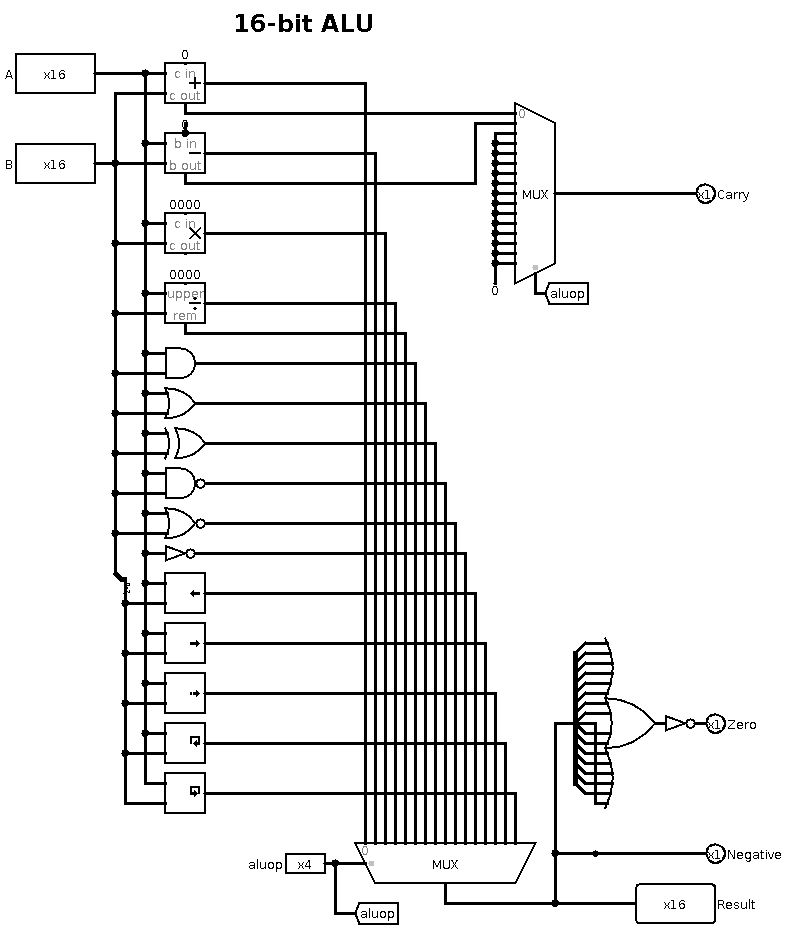 16-bit ALU
A x16
0
c in
+
c out
0
0
b in
−
b out
B x16
MUX
x1 Carry
0000
c in
×
c out
0000
upper
÷
rem
0
aluop
x1 Zero
0
aluop x4
MUX
x1 Negative
aluop
x16 Result